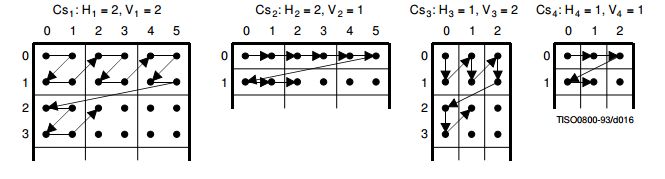 Cs₁: H₁ = 2, V₁ = 2
0 1 2 3 4 5
0
1
2
3
Cs₂: H₂ = 2, V₂ = 1
0 1 2 3 4 5
0
1
Cs₃: H₃ = 1, V₃ = 2
0 1 2
0
1
2
3
Cs₄: H₄ = 1, V₄ = 1
0 1 2
0
1
TISO0800-93/d016